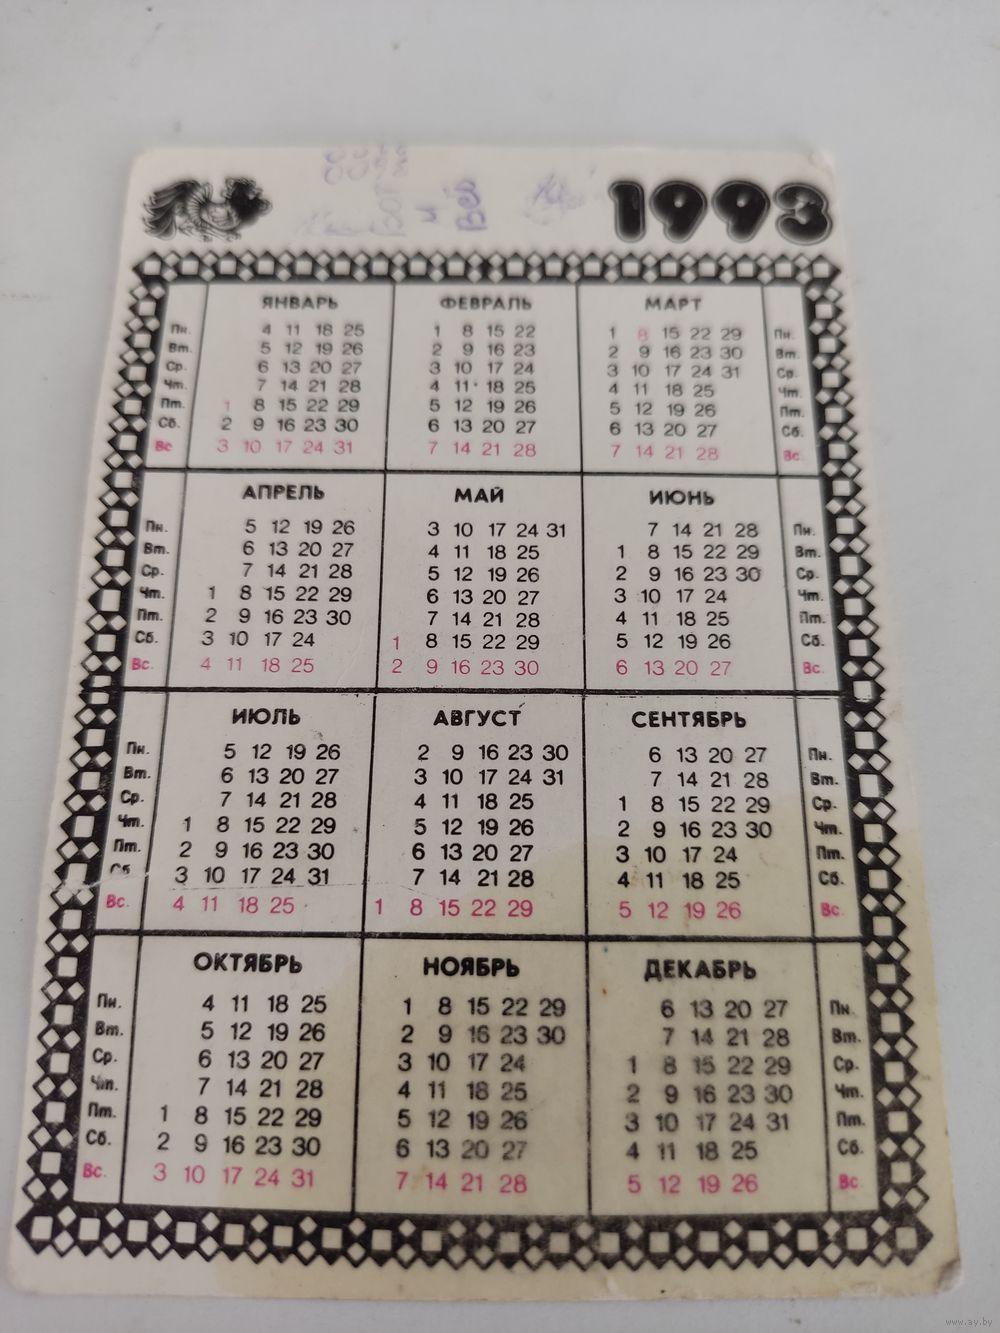 1993
ЯНВАРЬ ФЕВРАЛЬ МАРТ
Пн. 4 11 18 25 1 8 15 22 1 8 15 22 29 Пн.
Вт. 5 12 19 26 2 9 16 23 2 9 16 23 30 Вт.
Ср. 6 13 20 27 3 10 17 24 3 10 17 24 31 Ср.
Чт. 7 14 21 28 4 11 18 25 4 11 18 25 Чт.
Пт. 1 8 15 22 29 5 12 19 26 5 12 19 26 Пт.
Сб. 2 9 16 23 30 6 13 20 27 6 13 20 27 Сб.
Вс 3 10 17 24 31 7 14 21 28 7 14 21 28 Вс.
АПРЕЛЬ МАЙ ИЮНЬ
Пн. 5 12 19 26 3 10 17 24 31 7 14 21 28 Пн.
Вт. 6 13 20 27 4 11 18 25 1 8 15 22 29 Вт.
Ср. 7 14 21 28 5 12 19 26 2 9 16 23 30 Ср.
Чт. 1 8 15 22 29 6 13 20 27 3 10 17 24 Чт.
Пт. 2 9 16 23 30 7 14 21 28 4 11 18 25 Пт.
Сб. 3 10 17 24 1 8 15 22 29 5 12 19 26 Сб.
Вс. 4 11 18 25 2 9 16 23 30 6 13 20 27 Вс.
ИЮЛЬ АВГУСТ СЕНТЯБРЬ
Пн. 5 12 19 26 2 9 16 23 30 6 13 20 27 Пн.
Вт. 6 13 20 27 3 10 17 24 31 7 14 21 28 Вт.
Ср. 7 14 21 28 4 11 18 25 1 8 15 22 29 Ср.
Чт. 1 8 15 22 29 5 12 19 26 2 9 16 23 30 Чт.
Пт. 2 9 16 23 30 6 13 20 27 3 10 17 24 Пт.
Сб 3 10 17 24 31 7 14 21 28 4 11 18 25 Сб.
Вс. 4 11 18 25 1 8 15 22 29 5 12 19 26 Вс.
ОКТЯБРЬ НОЯБРЬ ДЕКАБРЬ
Пн. 4 11 18 25 1 8 15 22 29 6 13 20 27 Пн.
Вт. 5 12 19 26 2 9 16 23 30 7 14 21 28 Вт.
Ср. 6 13 20 27 3 10 17 24 1 8 15 22 29 Ср.
Чт. 7 14 21 28 4 11 18 25 2 9 16 23 30 Чт.
Пт. 1 8 15 22 29 5 12 19 26 3 10 17 24 31 Пт.
Сб. 2 9 16 23 30 6 13 20 27 4 11 18 25 Сб.
Вс. 3 10 17 24 31 7 14 21 28 5 12 19 26 Вс.
www.ay.by